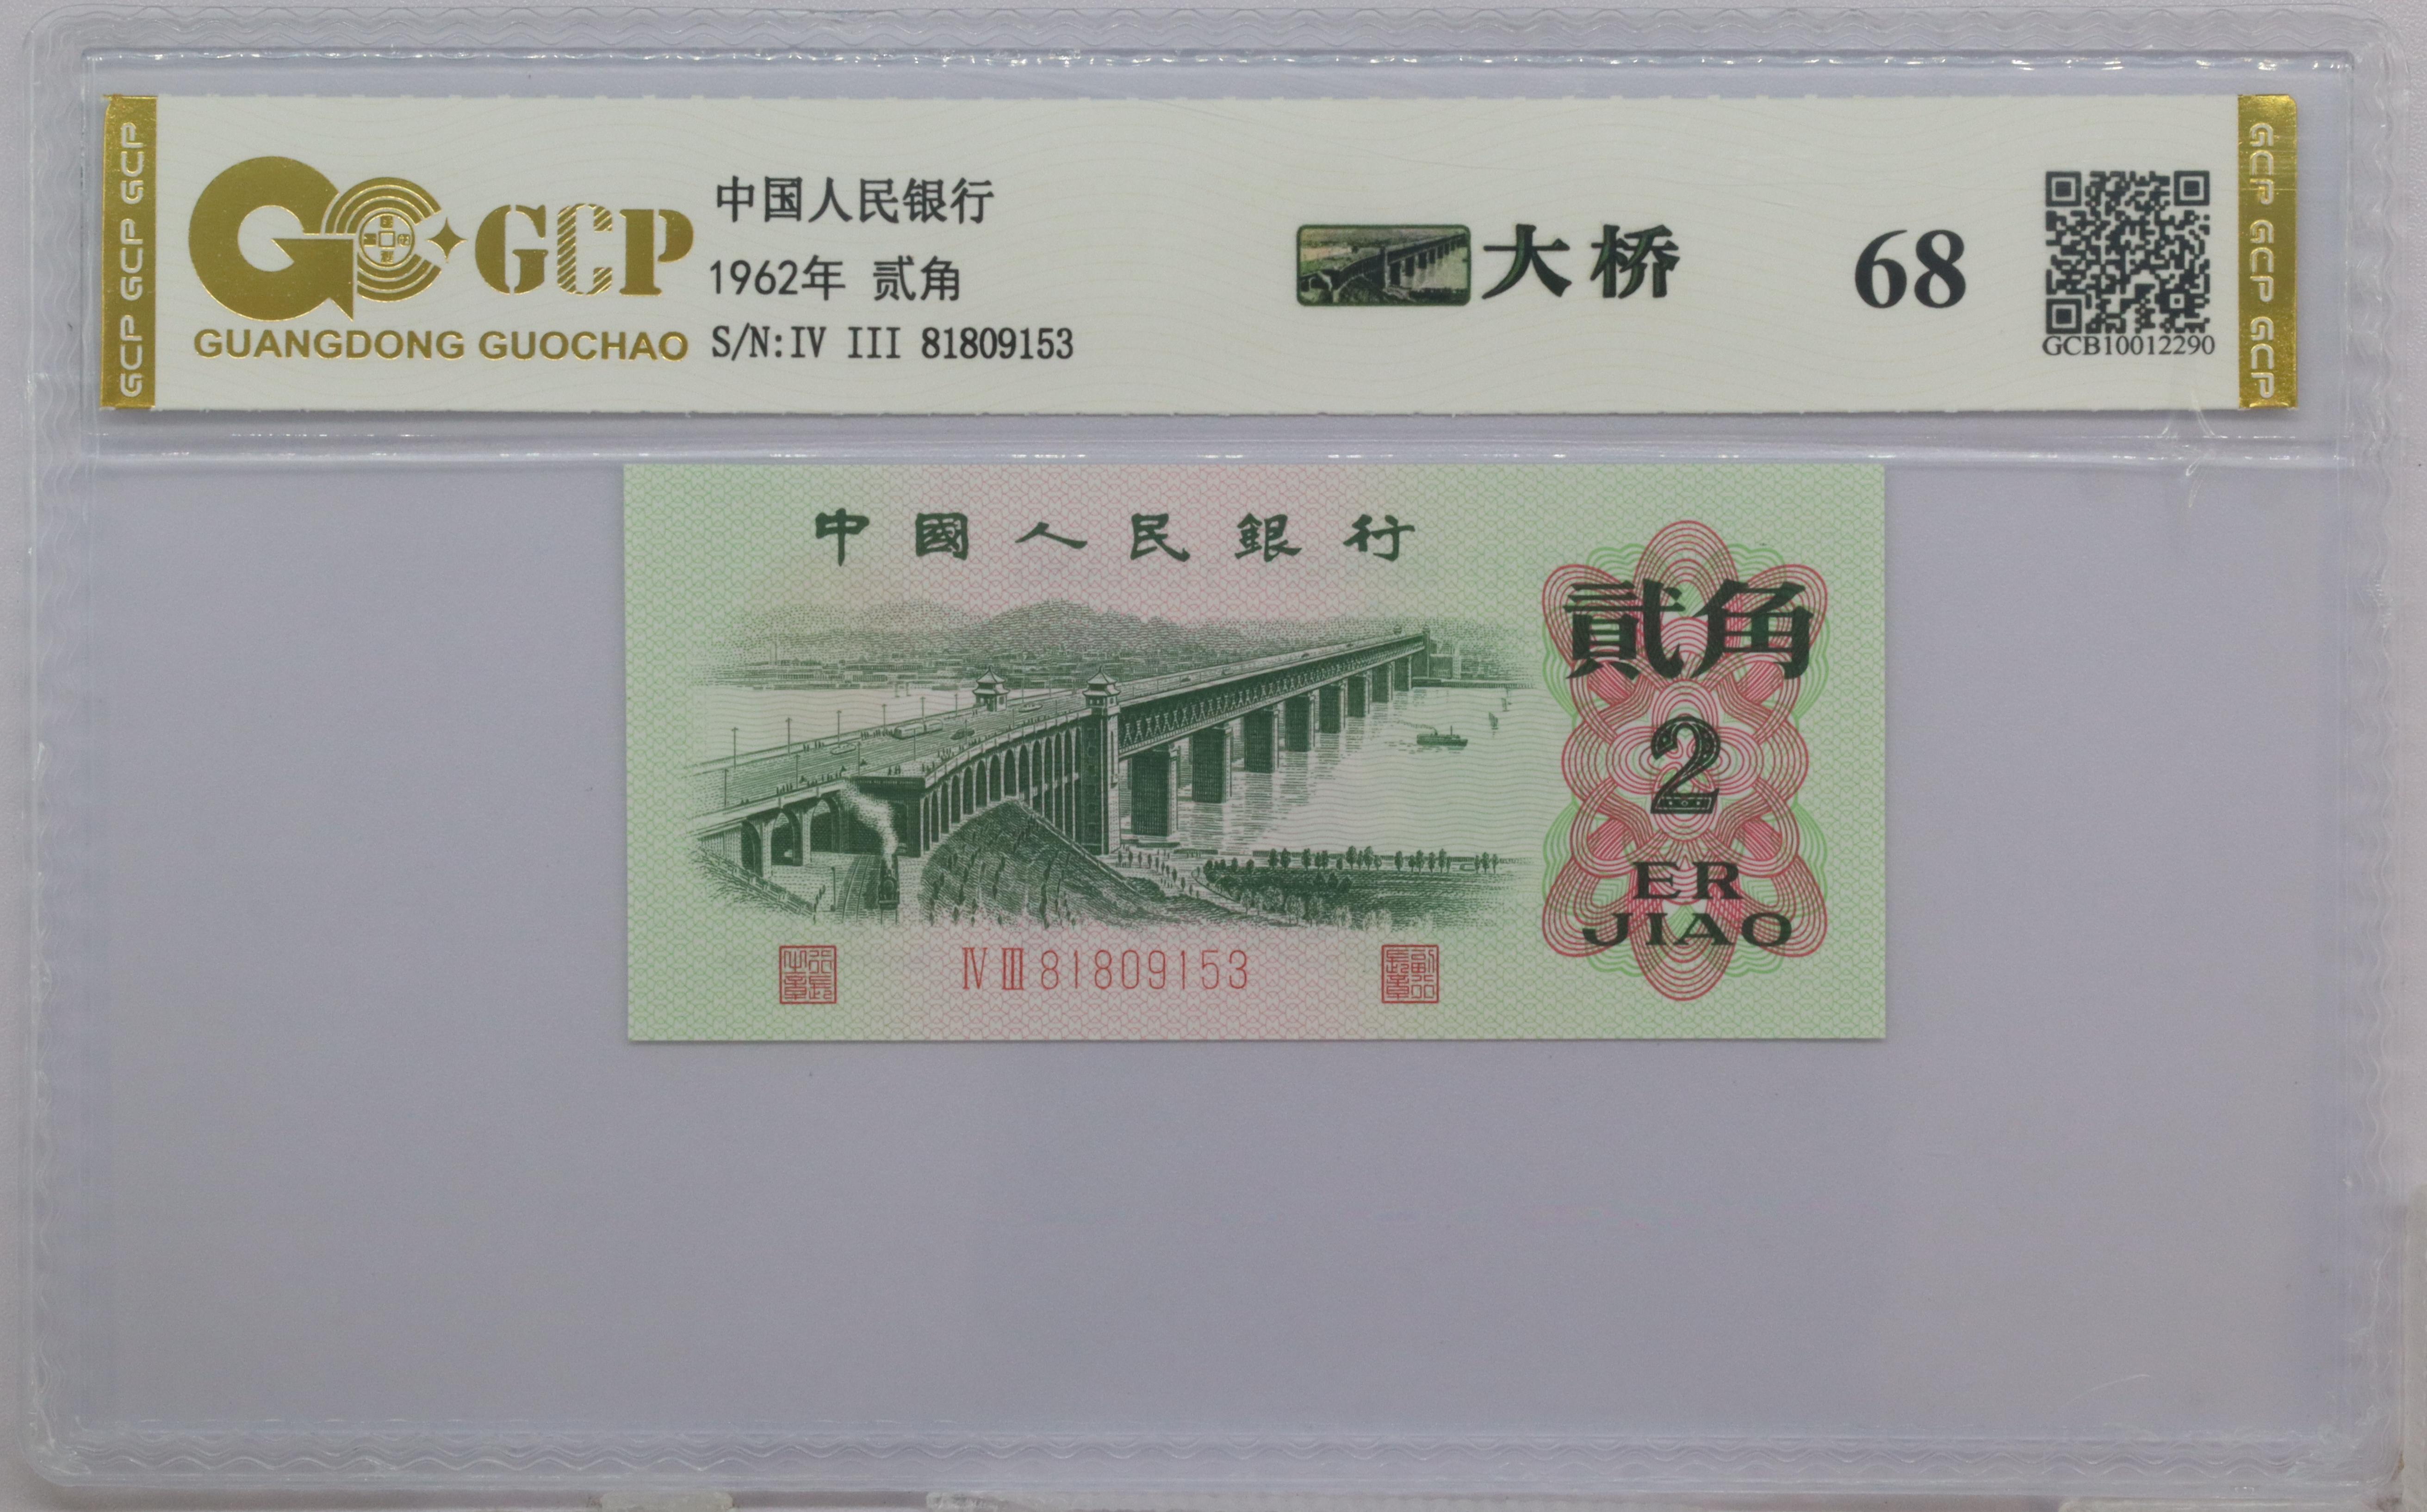 GCP GCP GCP
GCP
GUANGDONG GUOCHAO
中国人民银行
1962年 贰角
S/N:IV III 81809153
大桥
68
GCB10012290
GCP GCP GCP
中國人民銀行
貳角
2
ER
JIAO
IV III 81809153